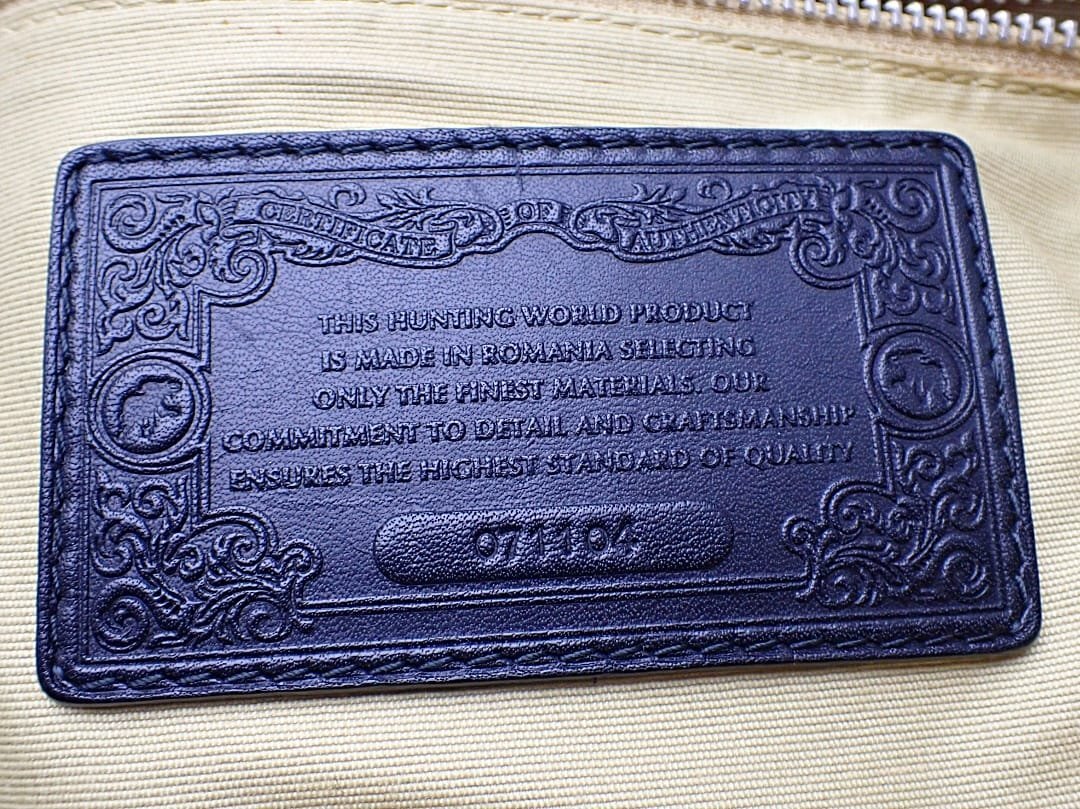 CERTIFICATE OF AUTHENTICITY
THIS HUNTING WORLD PRODUCT
IS MADE IN ROMANIA SELECTING
ONLY THE FINEST MATERIALS. OUR
COMMITMENT TO DETAIL AND CRAFTSMANSHIP
ENSURES THE HIGHEST STANDARD OF QUALITY
071104